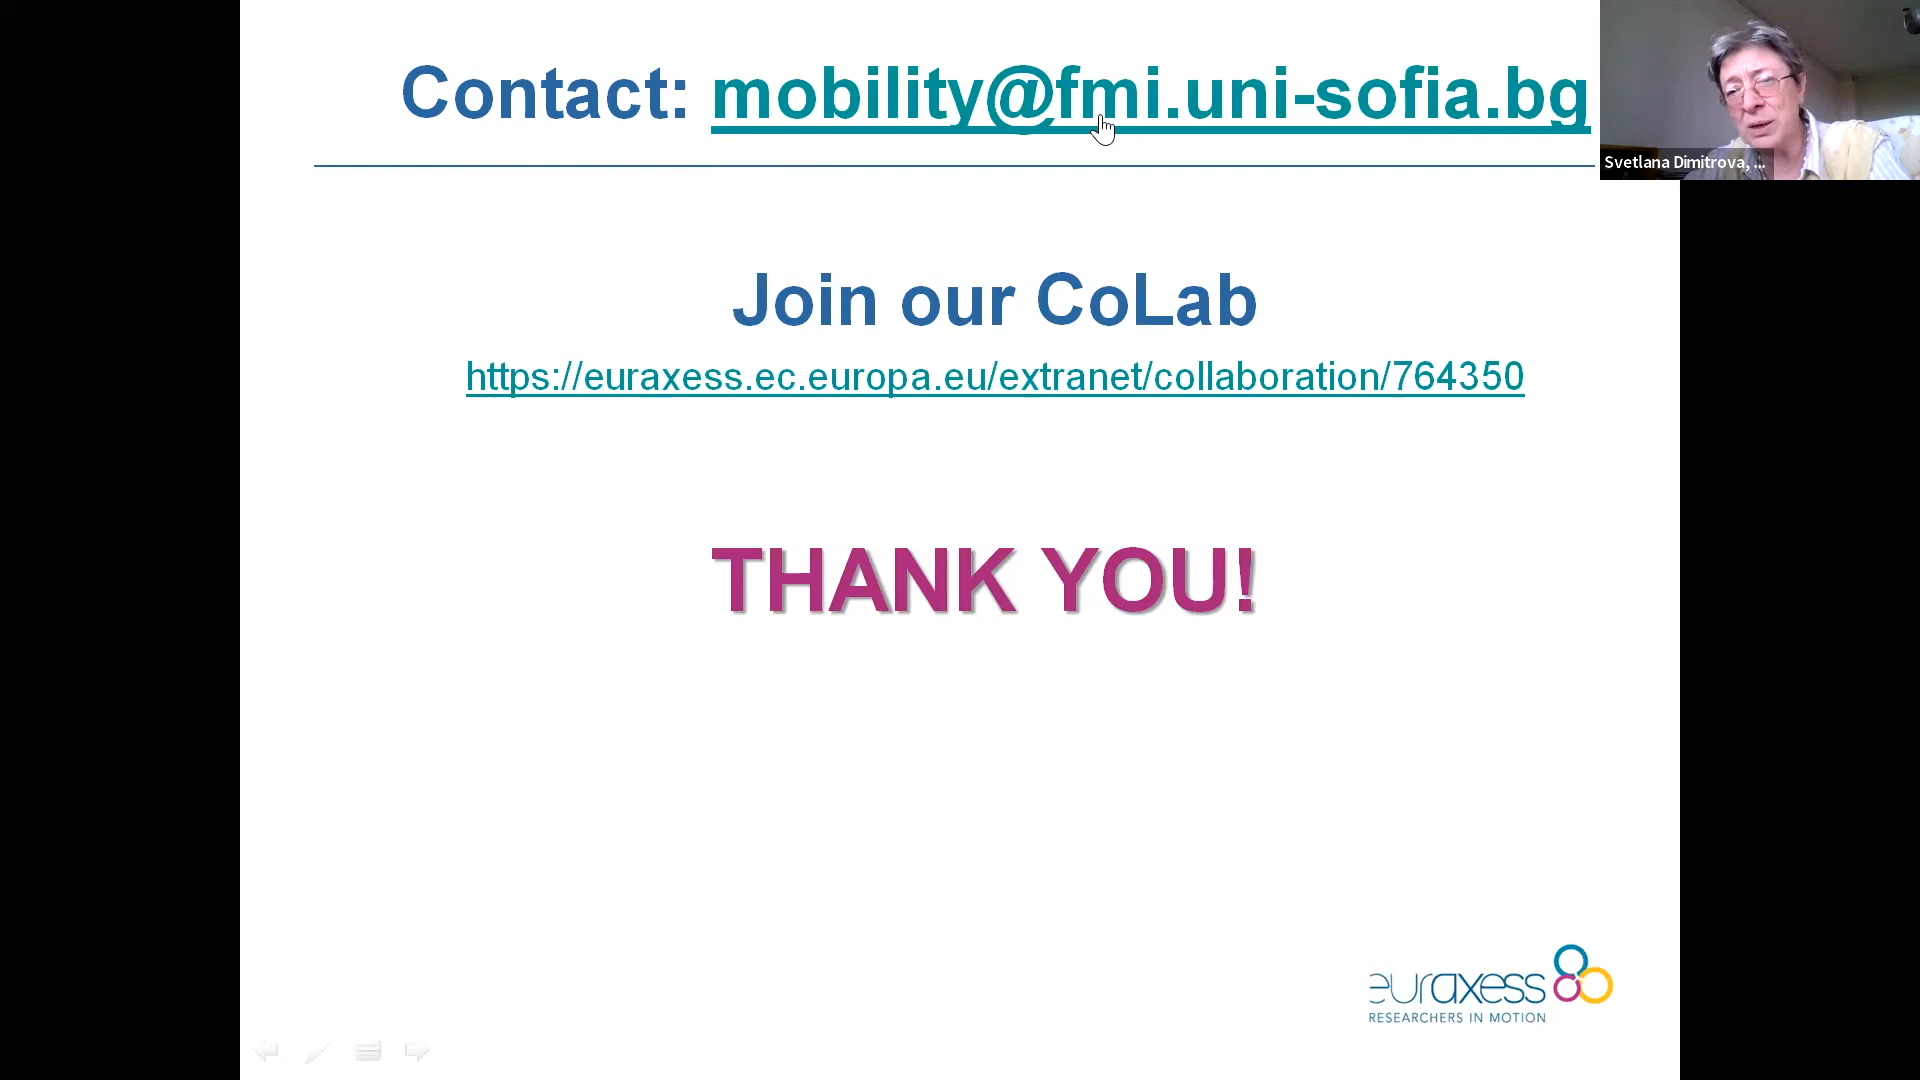 Contact: mobility@fmi.uni-sofia.bg
Svetlana Dimitrova, ...
Join our CoLab
https://euraxess.ec.europa.eu/extranet/collaboration/764350
THANK YOU!
euraxess
RESEARCHERS IN MOTION